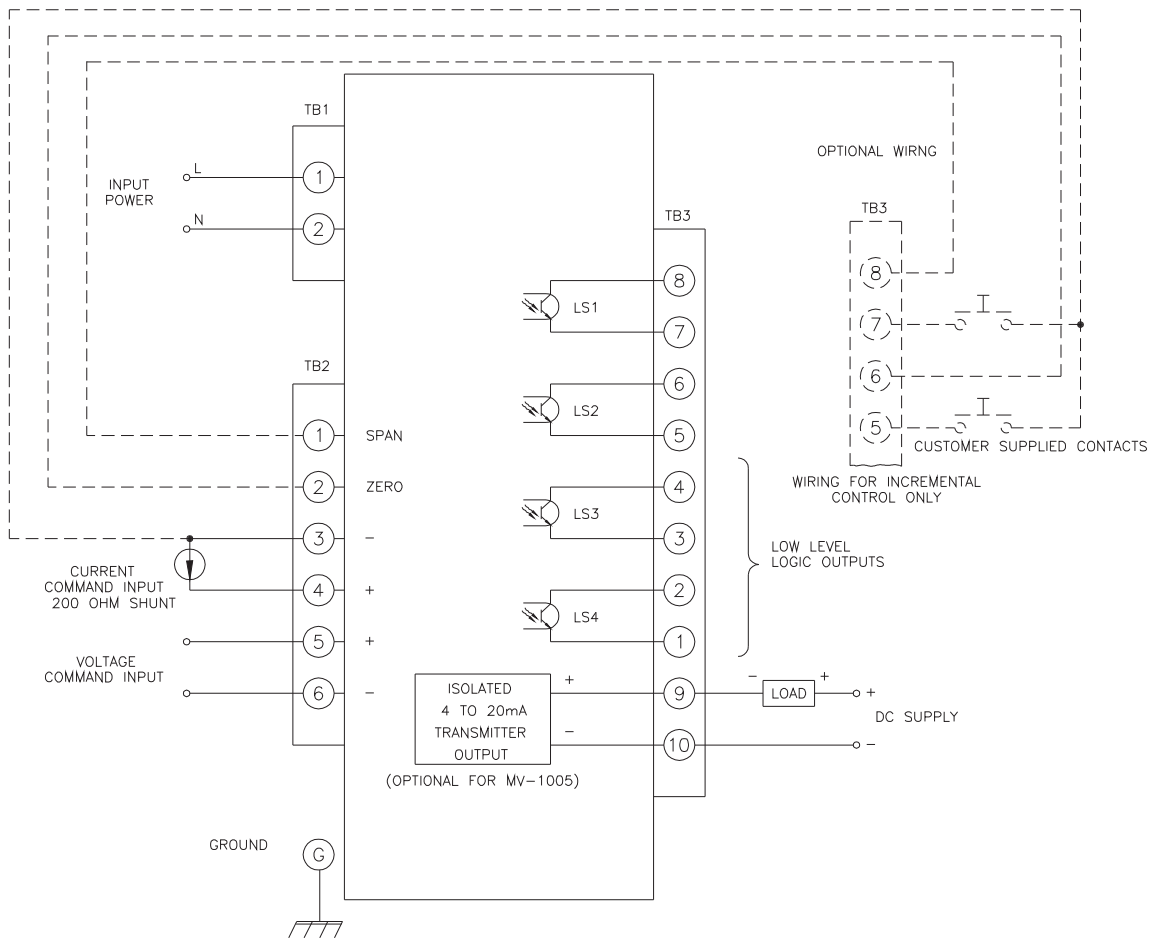 TB1
INPUT
POWER
L
N
1
2
TB2
1 SPAN
2 ZERO
3 −
4 +
5 +
6 −
CURRENT
COMMAND INPUT
200 OHM SHUNT
VOLTAGE
COMMAND INPUT
GROUND
G
LS1
LS2
LS3
LS4
ISOLATED
4 TO 20mA
TRANSMITTER
OUTPUT
(OPTIONAL FOR MV−1005)
+
−
TB3
8
7
6
5
4
3
2
1
9
10
LOW LEVEL
LOGIC OUTPUTS
− LOAD +
+
DC SUPPLY
−
OPTIONAL WIRNG
TB3
8
7
6
5
CUSTOMER SUPPLIED CONTACTS
WIRING FOR INCREMENTAL
CONTROL ONLY